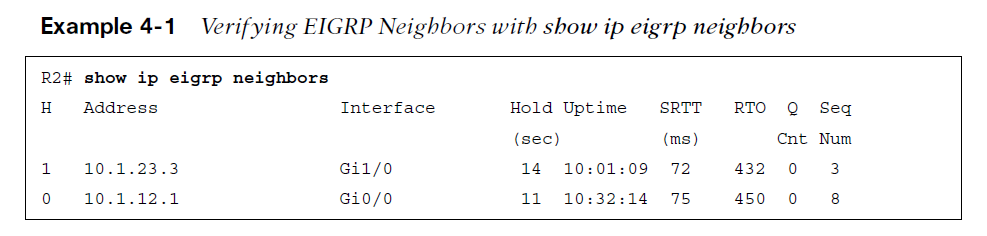 Example 4-1 Verifying EIGRP Neighbors with show ip eigrp neighbors
R2# show ip eigrp neighbors
H Address Interface Hold Uptime SRTT RTO Q Seq
(sec) (ms) Cnt Num
1 10.1.23.3 Gi1/0 14 10:01:09 72 432 0 3
0 10.1.12.1 Gi0/0 11 10:32:14 75 450 0 8